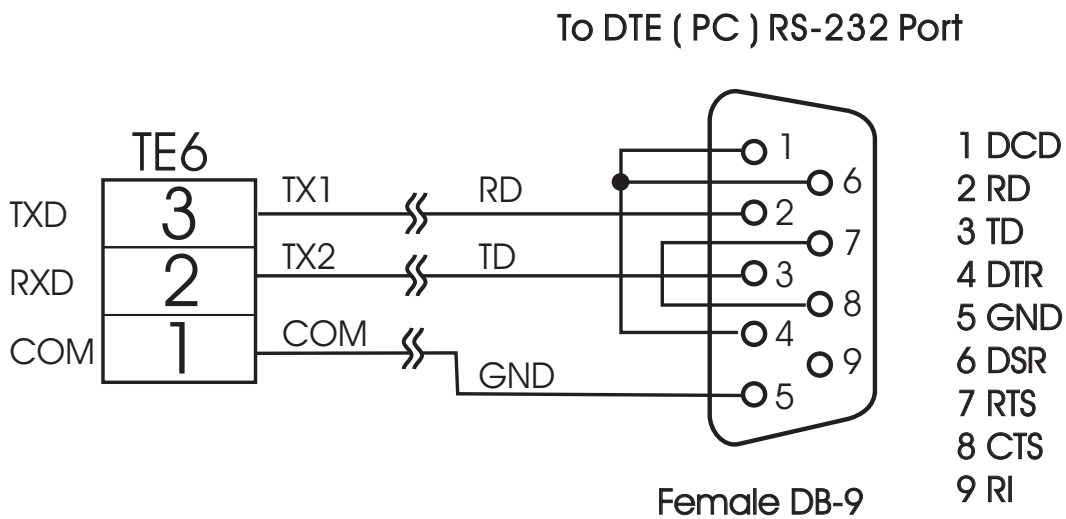 To DTE ( PC ) RS-232 Port
TE6
TXD 3 TX1 RD
RXD 2 TX2 TD
COM 1 COM GND
1
6
2
7
3
8
4
9
5
1 DCD
2 RD
3 TD
4 DTR
5 GND
6 DSR
7 RTS
8 CTS
9 RI
Female DB-9